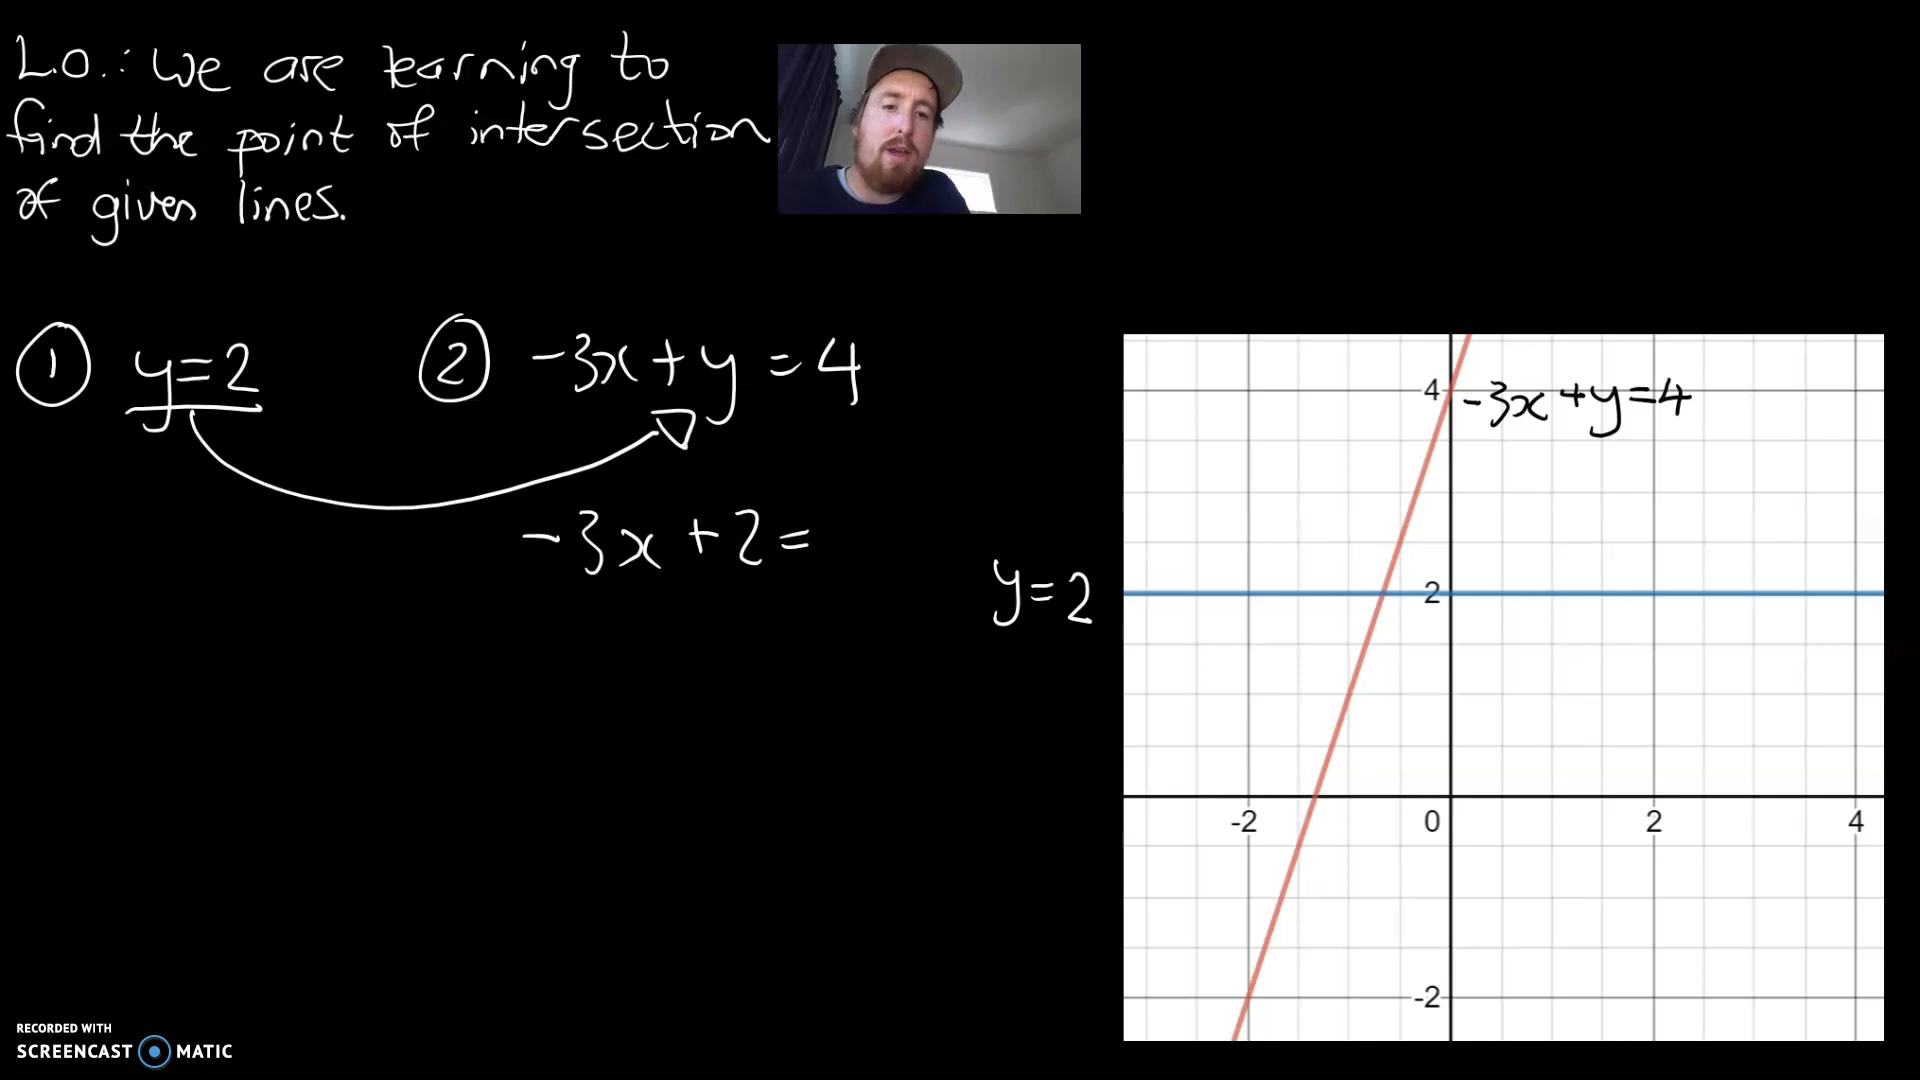 L.O.: We are learning to
find the point of intersection
of given lines.
① y=2 ② -3x+y=4
-3x+2=
y=2
-3x+y=4
4
2
-2 0 2 4
-2
RECORDED WITH
SCREENCAST MATIC